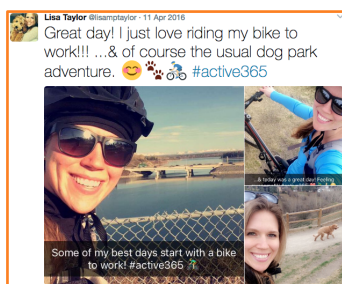 Lisa Taylor @lisamptaylor · 11 Apr 2016
Great day! I just love riding my bike to
work!!! ...& of course the usual dog park
adventure. 😊🐾🚴 #active365
...& today was a great day! Feeling
Some of my best days start with a bike
to work! #active365